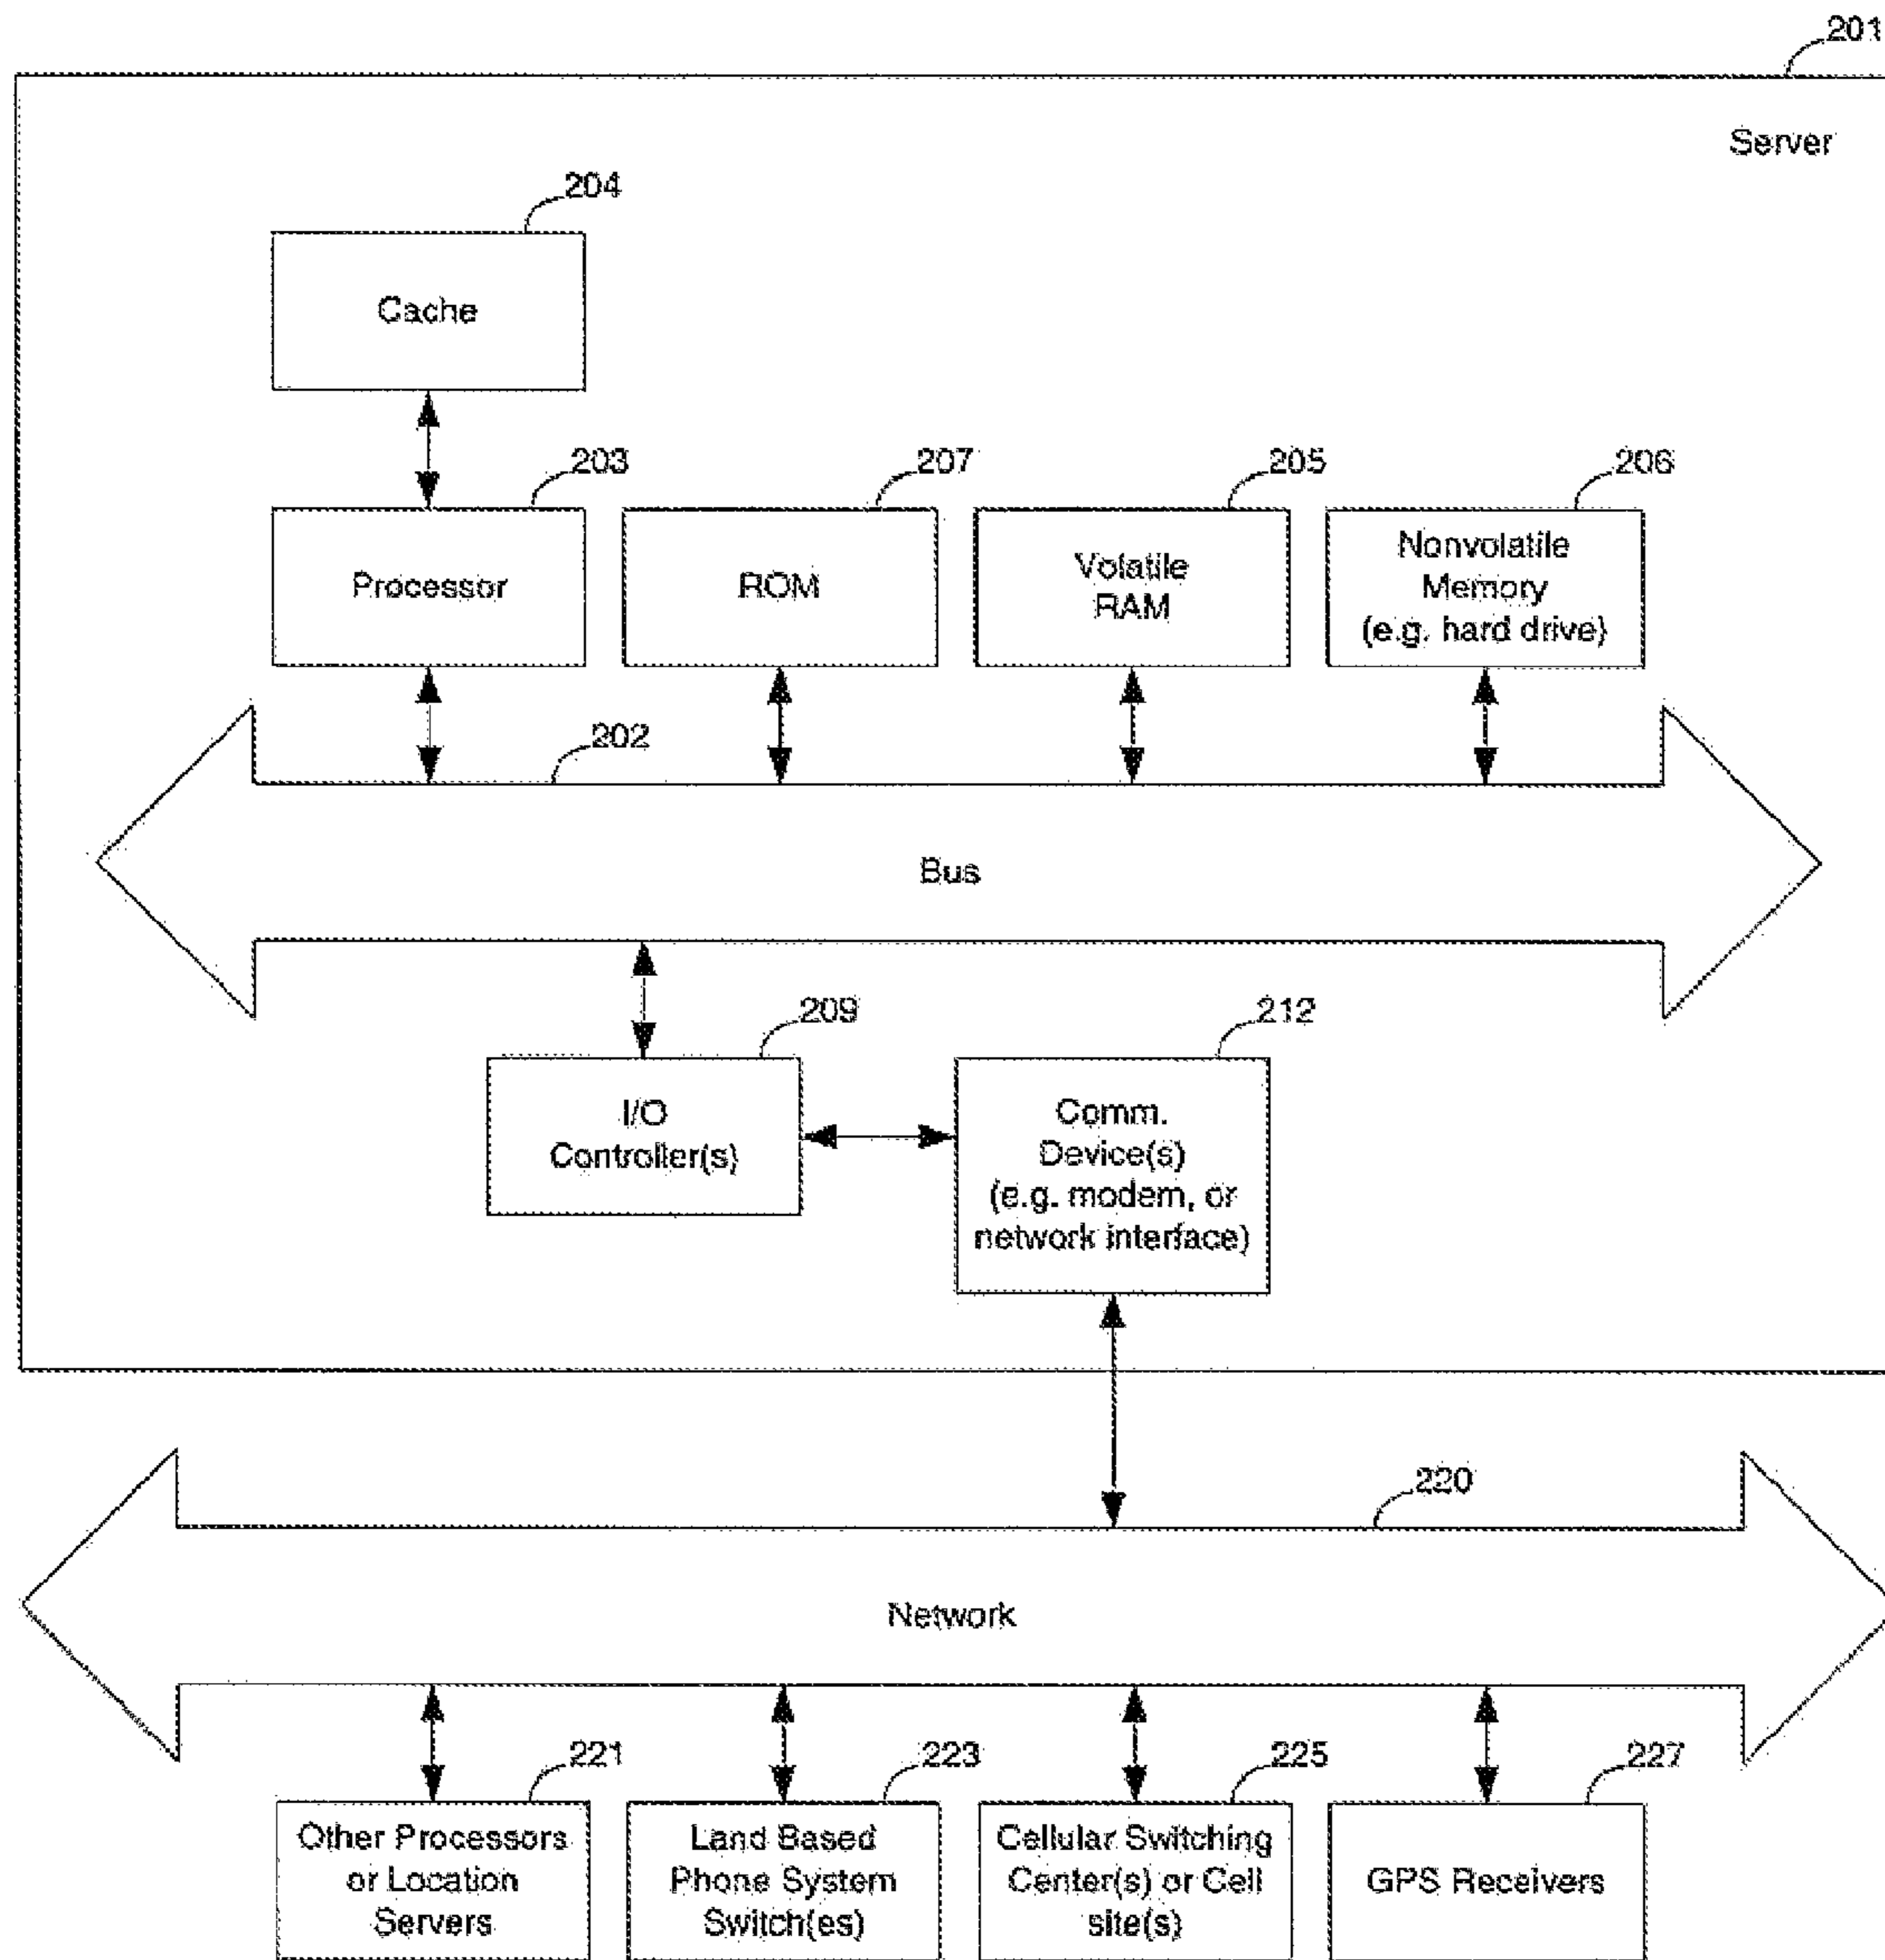 201
Server
204
Cache
203
207
205
206
Processor
ROM
Volatile
RAM
Nonvolatile
Memory
(e.g. hard drive)
202
Bus
209
212
I/O
Controller(s)
Comm.
Device(s)
(e.g. modem, or
network interface)
220
Network
221
223
225
227
Other Processors
or Location
Servers
Land Based
Phone System
Switch(es)
Cellular Switching
Center(s) or Cell
site(s)
GPS Receivers